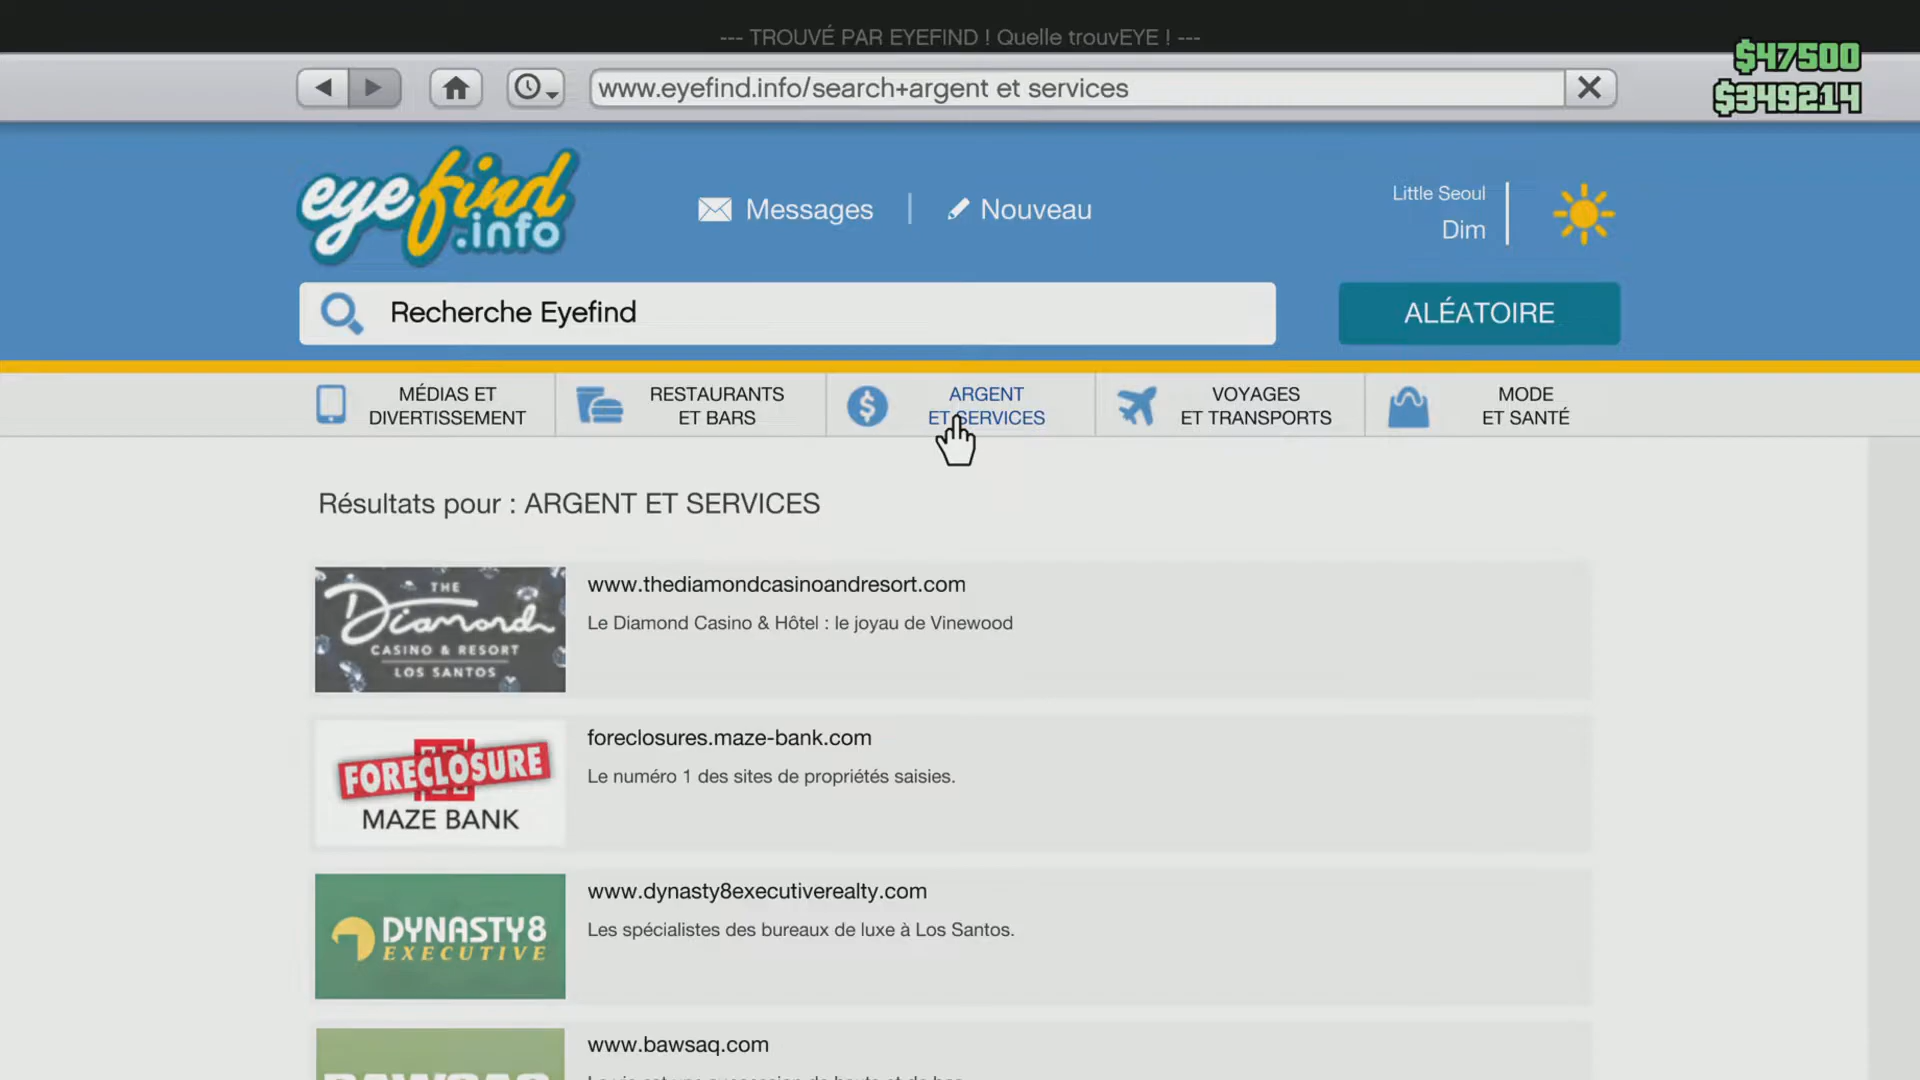 --- TROUVÉ PAR EYEFIND ! Quelle trouvEYE ! ---
$47500
$349214
www.eyefind.info/search+argent et services
eyefind
.info
Messages
Nouveau
Little Seoul
Dim
Recherche Eyefind
ALÉATOIRE
MÉDIAS ET
DIVERTISSEMENT
RESTAURANTS
ET BARS
ARGENT
ET SERVICES
VOYAGES
ET TRANSPORTS
MODE
ET SANTÉ
Résultats pour : ARGENT ET SERVICES
THE
Diamond
CASINO & RESORT
LOS SANTOS
www.thediamondcasinoandresort.com
Le Diamond Casino & Hôtel : le joyau de Vinewood
FORECLOSURE
MAZE BANK
foreclosures.maze-bank.com
Le numéro 1 des sites de propriétés saisies.
DYNASTY8
EXECUTIVE
www.dynasty8executiverealty.com
Les spécialistes des bureaux de luxe à Los Santos.
BAWSAQ
www.bawsaq.com